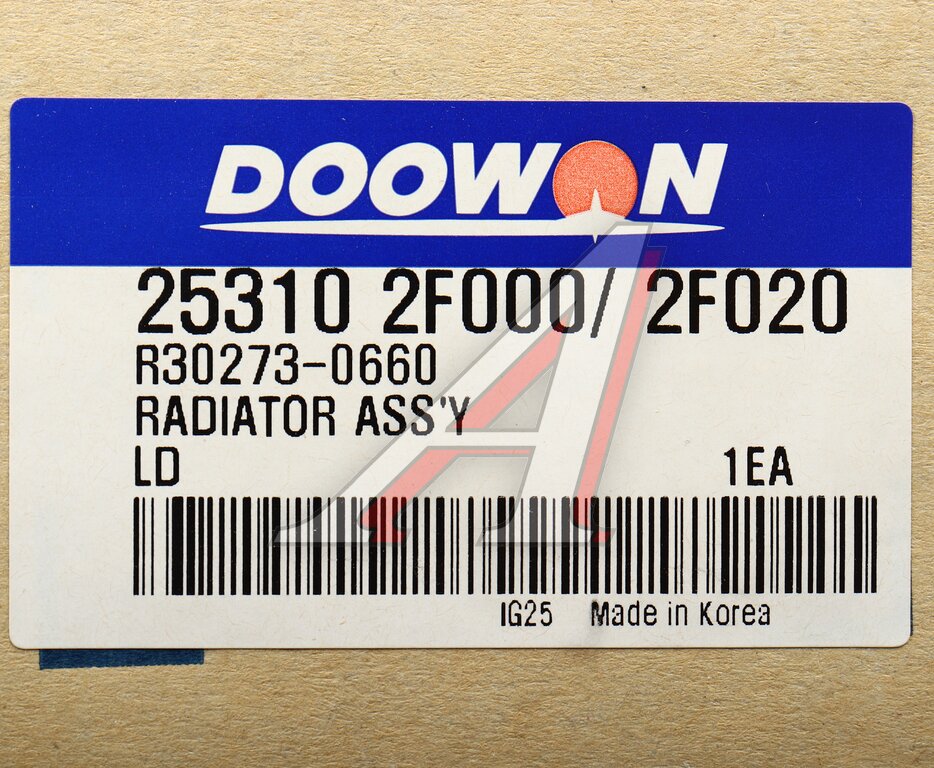 DOOWON
25310 2F000/ 2F020
R30273-0660
RADIATOR ASS'Y
LD 1EA
IG25 Made in Korea